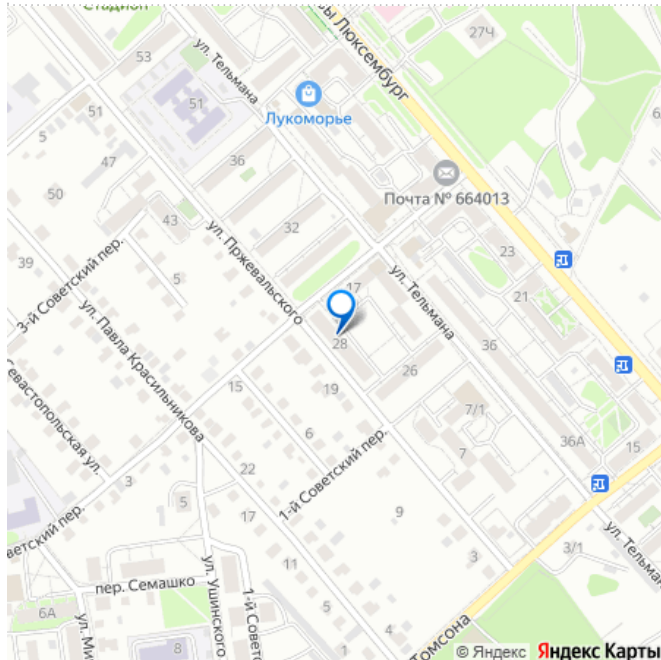 Стадион
вы Люксембург
27Ч
53
ул. Тельмана
51
51
Лукоморье
5
47
36
Почта № 664013
50
43
32
23
39
3-й Советский пер.
5
ул. Пржевальского
17
ул. Тельмана
21
28
36
Севастопольская ул.
ул. Павла Красильникова
15
19
26
7/1
6
1-й Советский пер.
36А
15
7
3
22
5
17
9
ветский пер.
3
3/1
ул. Тельма
11
пер. Семашко
ул. Ушинского
1-й Совето
5
6А
ул. Ми
8
4
1
Томсона
© Яндекс Яндекс Карты